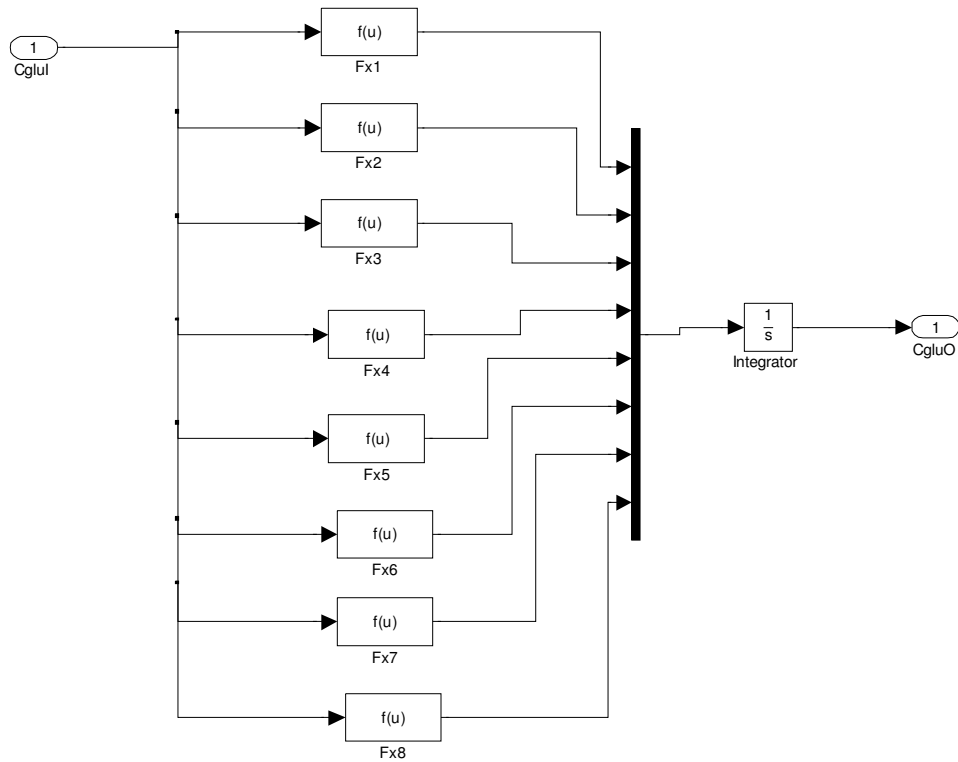 f(u)
Fx1
1
CgluI
f(u)
Fx2
f(u)
Fx3
f(u)
Fx4
1
s
Integrator
1
CgluO
f(u)
Fx5
f(u)
Fx6
f(u)
Fx7
f(u)
Fx8